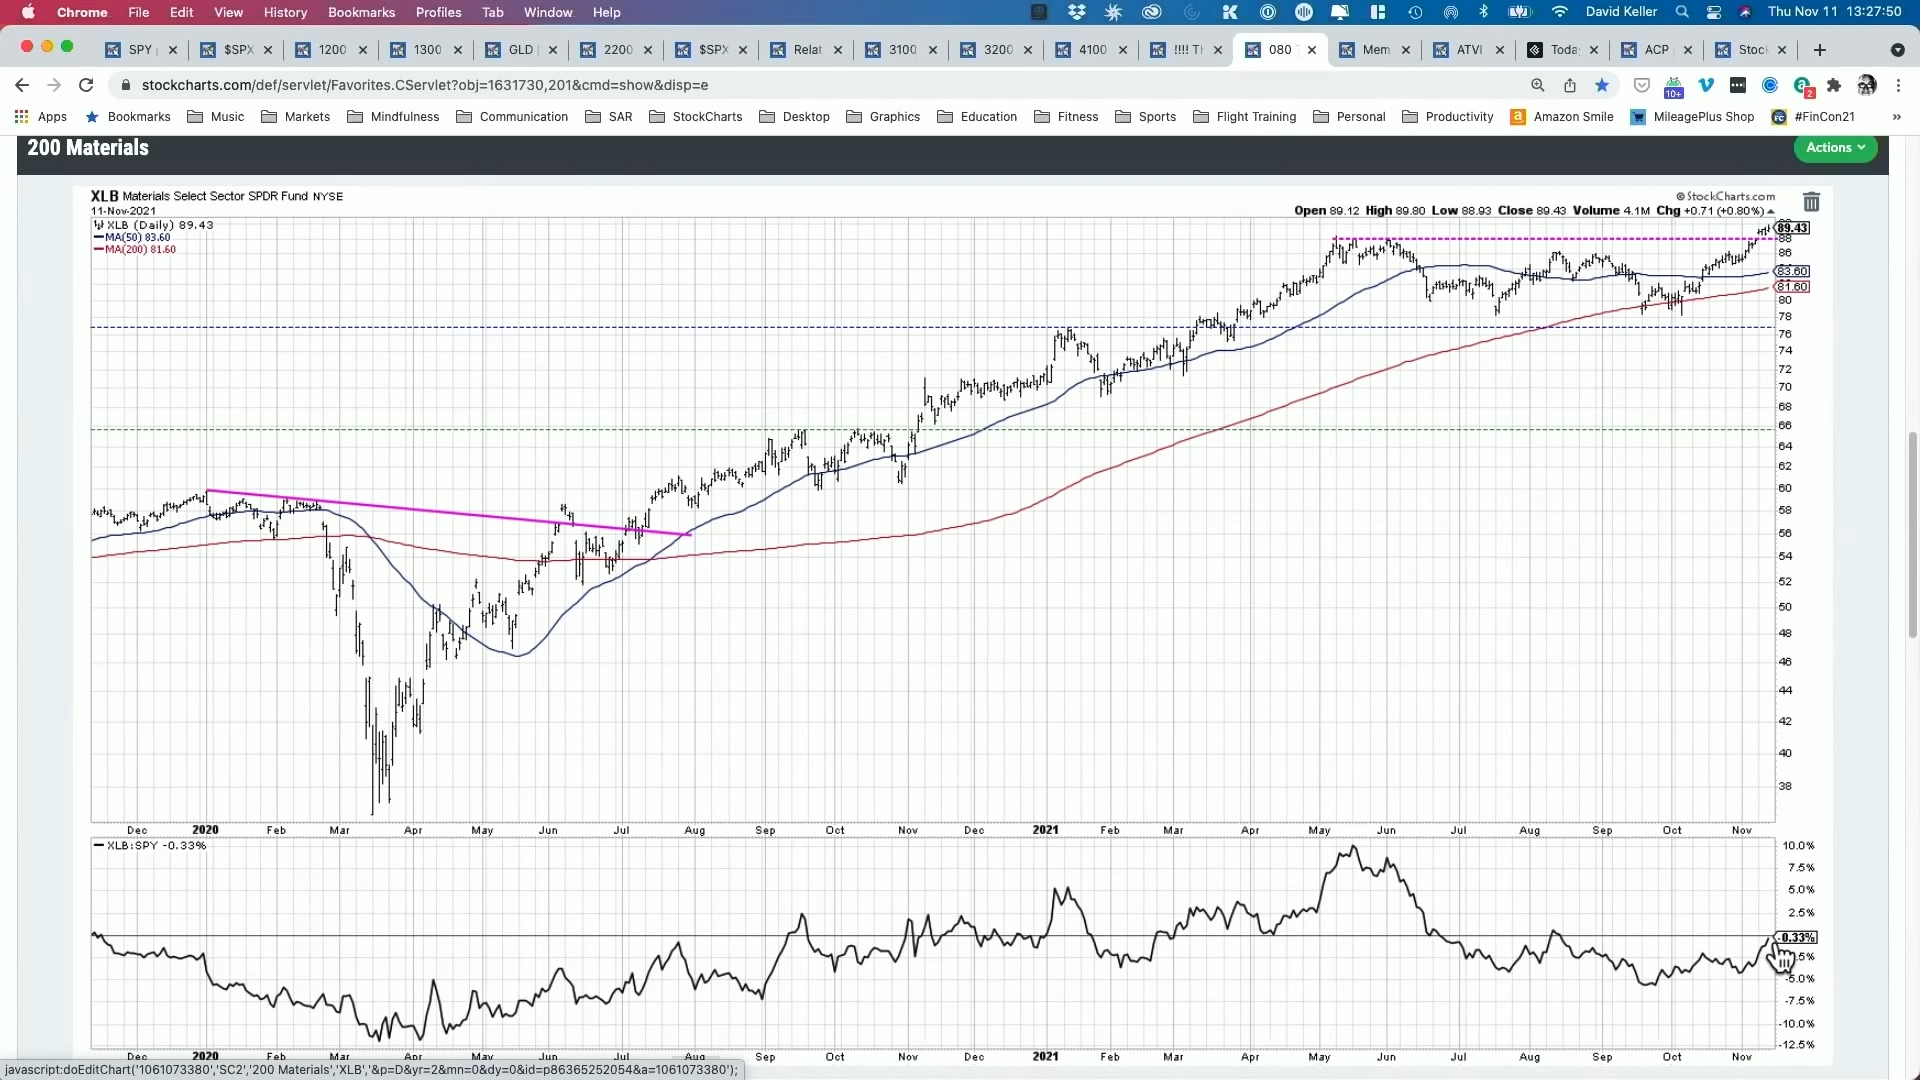 Chrome File Edit View History Bookmarks Profiles Tab Window Help David Keller Thu Nov 11 13:27:50
SPY $SPX 1200 1300 GLD 2200 $SPX Relat 3100 3200 4100 !!!! T 080 Mem ATVI Toda ACP Stoc
stockcharts.com/def/servlet/Favorites.CServlet?obj=1631730,201&cmd=show&disp=e 10+ 2
Apps Bookmarks Music Markets Mindfulness Communication SAR StockCharts Desktop Graphics Education Fitness Sports Flight Training Personal Productivity Amazon Smile MileagePlus Shop #FinCon21 »
200 Materials Actions
XLB Materials Select Sector SPDR Fund NYSE © StockCharts.com
11-Nov-2021 Open 89.12 High 89.80 Low 88.93 Close 89.43 Volume 4.1M Chg +0.71 (+0.80%)
XLB (Daily) 89.43
MA(50) 83.60
MA(200) 81.60
89.43
88
86
83.60
81.60
80
78
76
74
72
70
68
66
64
62
60
58
56
54
52
50
48
46
44
42
40
38
Dec 2020 Feb Mar Apr May Jun Jul Aug Sep Oct Nov Dec 2021 Feb Mar Apr May Jun Jul Aug Sep Oct Nov
XLB:SPY -0.33%
10.0%
7.5%
5.0%
2.5%
-0.33%
-5.0%
-7.5%
-10.0%
-12.5%
Dec 2020 Mar Apr May Jun Jul Aug Sep Oct Nov Dec 2021 Feb Mar Apr May Jun Jul Aug Sep Oct Nov
javascript:doEditChart('1061073380','SC2','200 Materials','XLB','&p=D&yr=2&mn=0&dy=0&id=p86365252054&a=1061073380');